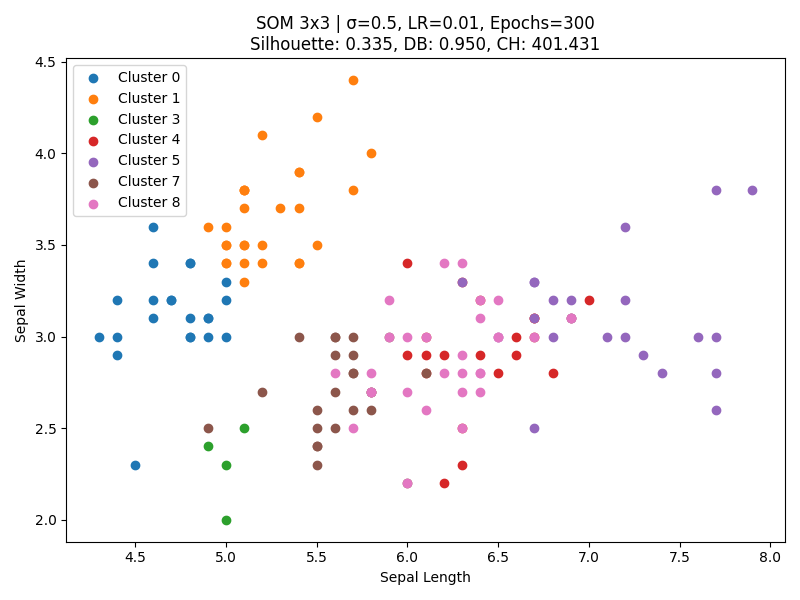 SOM 3x3 | σ=0.5, LR=0.01, Epochs=300
Silhouette: 0.335, DB: 0.950, CH: 401.431
Cluster 0
Cluster 1
Cluster 3
Cluster 4
Cluster 5
Cluster 7
Cluster 8
Sepal Width
4.5
4.0
3.5
3.0
2.5
2.0
4.5 5.0 5.5 6.0 6.5 7.0 7.5 8.0
Sepal Length